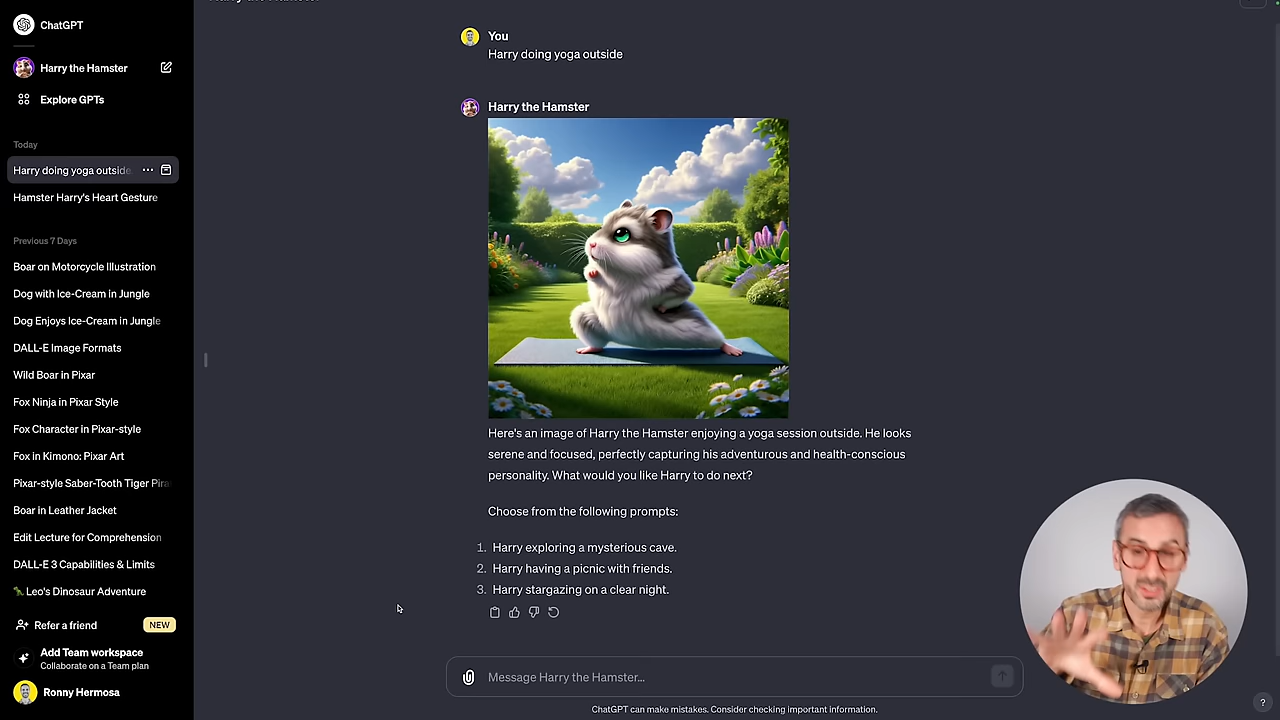 ChatGPT
Harry the Hamster
Explore GPTs
Today
Harry doing yoga outside
Hamster Harry's Heart Gesture
Previous 7 Days
Boar on Motorcycle Illustration
Dog with Ice-Cream in Jungle
Dog Enjoys Ice-Cream in Jungle
DALL-E Image Formats
Wild Boar in Pixar
Fox Ninja in Pixar Style
Fox Character in Pixar-style
Fox in Kimono: Pixar Art
Pixar-style Saber-Tooth Tiger Pira
Boar in Leather Jacket
Edit Lecture for Comprehension
DALL-E 3 Capabilities & Limits
🦖Leo's Dinosaur Adventure
Refer a friend NEW
Add Team workspace
Collaborate on a Team plan
Ronny Hermosa
You
Harry doing yoga outside
Harry the Hamster
Here's an image of Harry the Hamster enjoying a yoga session outside. He looks
serene and focused, perfectly capturing his adventurous and health-conscious
personality. What would you like Harry to do next?
Choose from the following prompts:
1. Harry exploring a mysterious cave.
2. Harry having a picnic with friends.
3. Harry stargazing on a clear night.
Message Harry the Hamster...
ChatGPT can make mistakes. Consider checking important information.
?